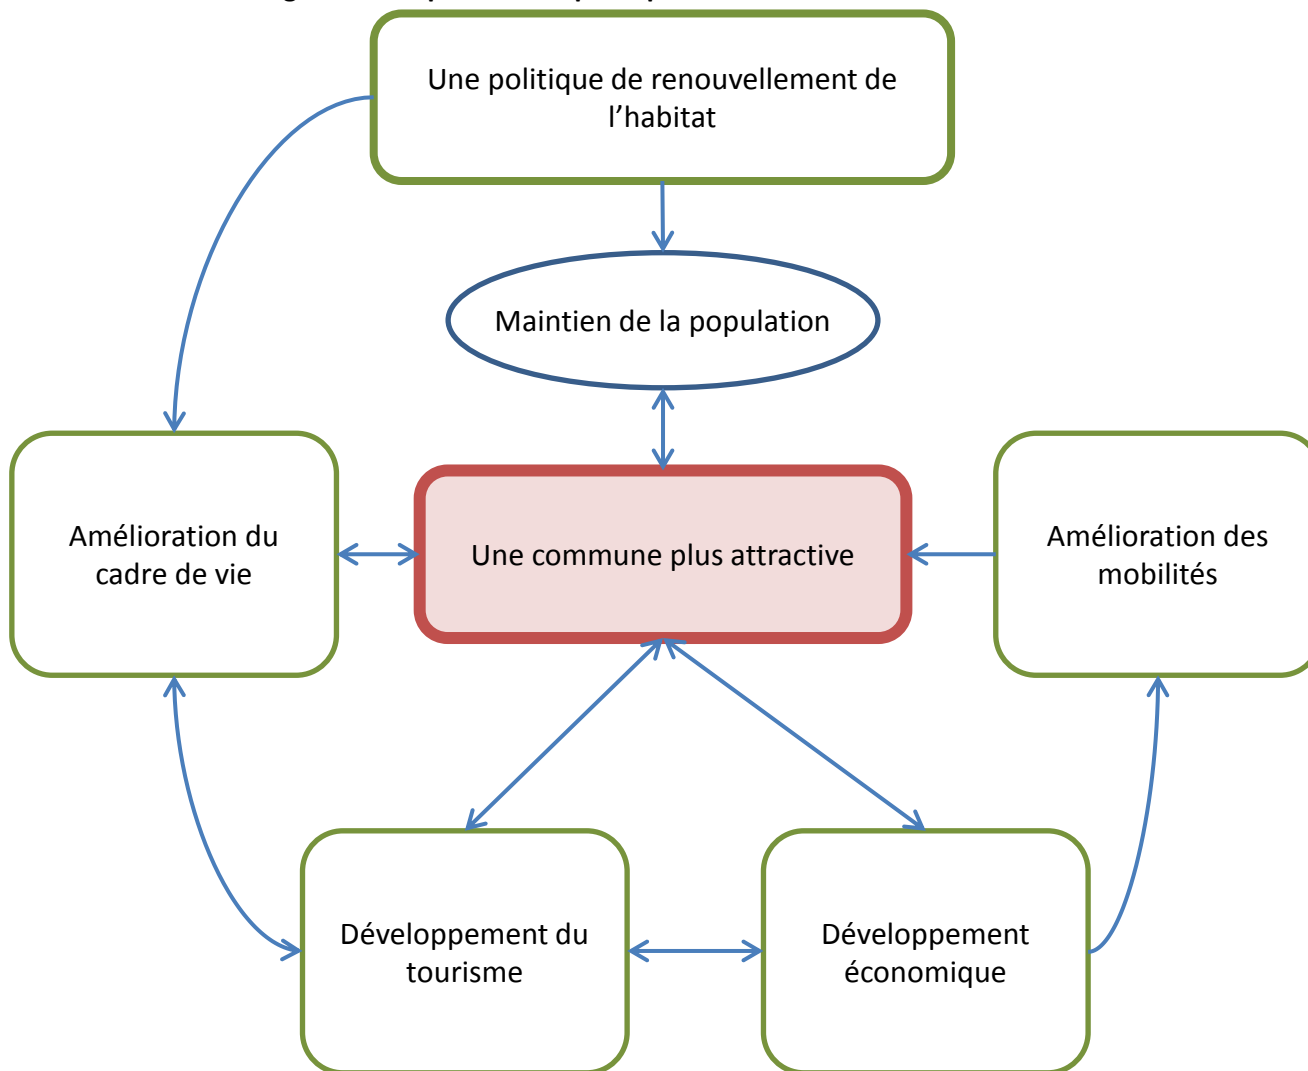 Une politique de renouvellement de
l’habitat
Maintien de la population
Amélioration du
cadre de vie
Une commune plus attractive
Amélioration des
mobilités
Développement du
tourisme
Développement
économique